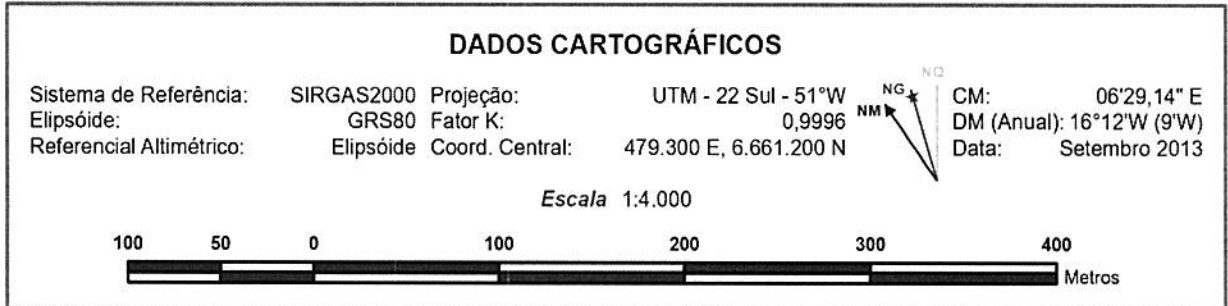 DADOS CARTOGRÁFICOS
Sistema de Referência: SIRGAS2000 Projeção: UTM - 22 Sul - 51°W NG NQ NM CM: 06'29,14" E
Elipsóide: GRS80 Fator K: 0,9996 DM (Anual): 16°12'W (9'W)
Referencial Altimétrico: Elipsóide Coord. Central: 479.300 E, 6.661.200 N Data: Setembro 2013
Escala 1:4.000
100 50 0 100 200 300 400
Metros